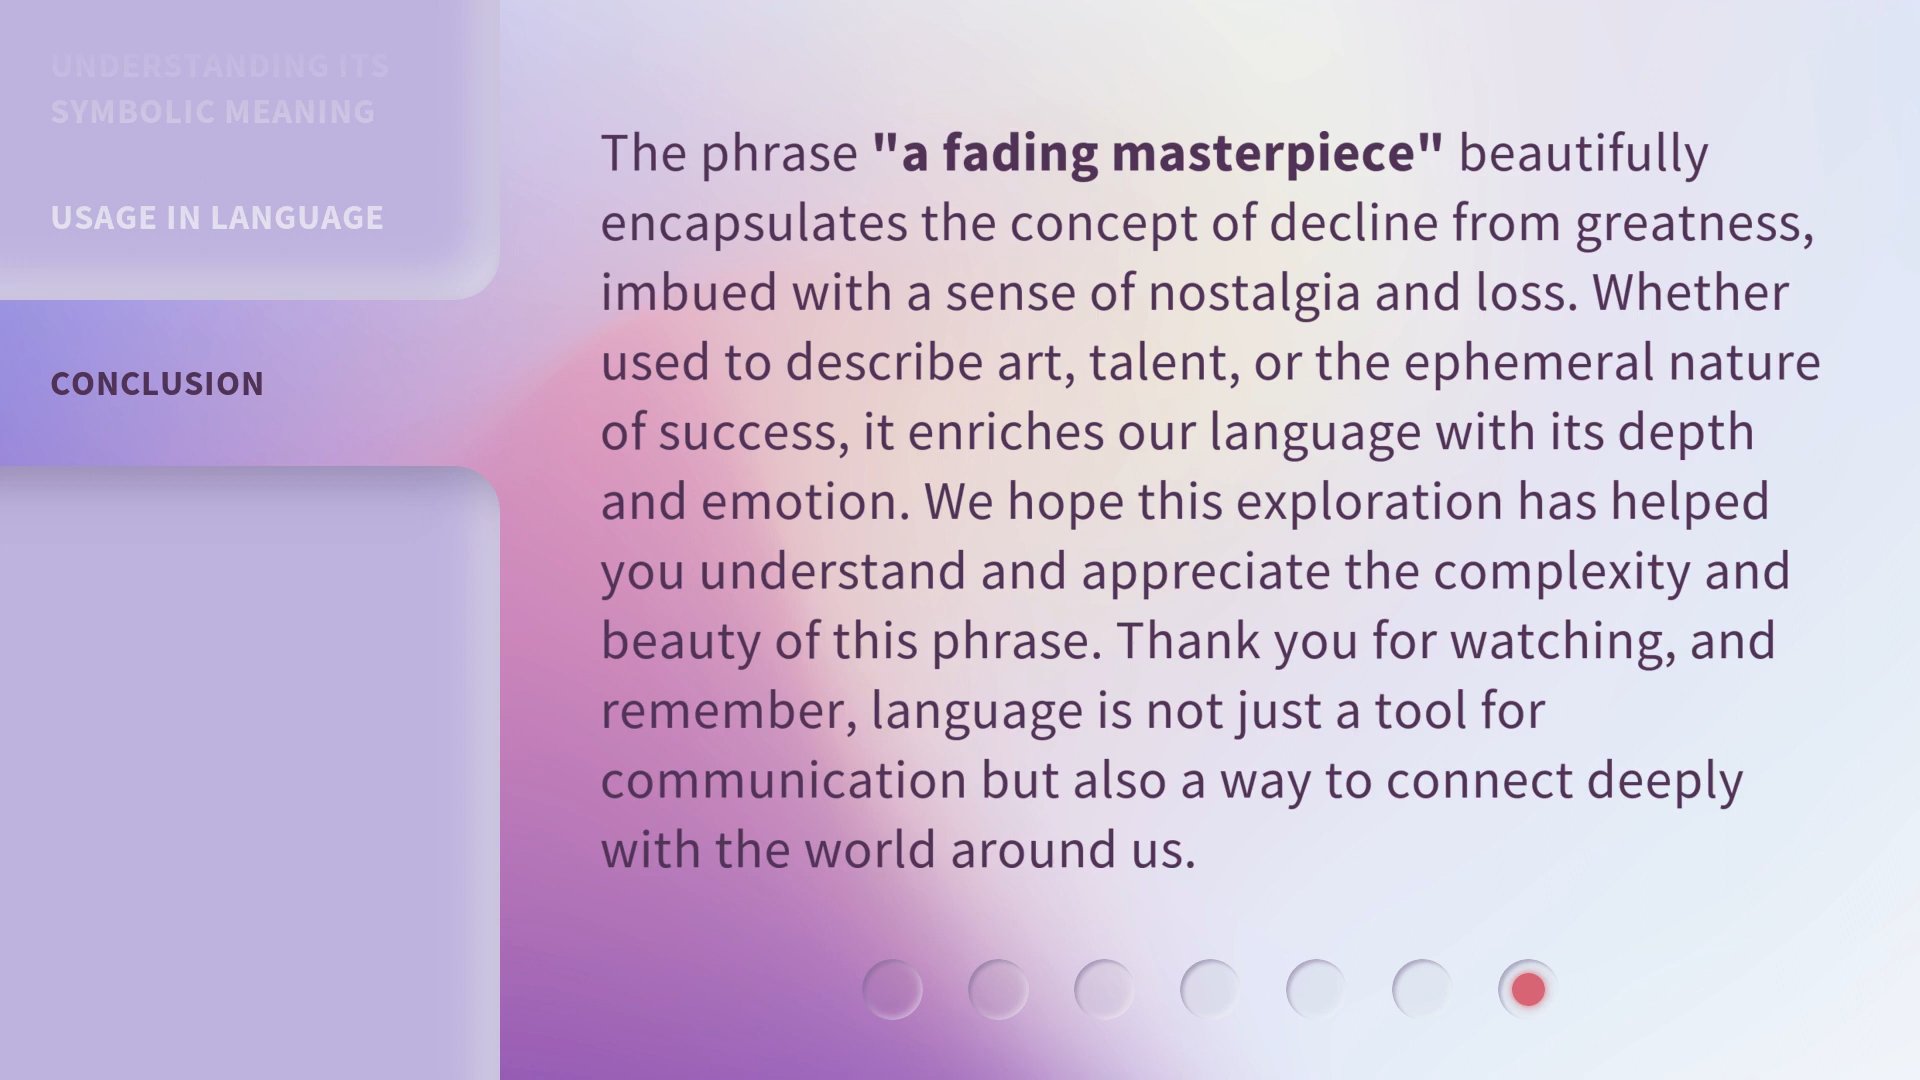 UNDERSTANDING ITS
SYMBOLIC MEANING
USAGE IN LANGUAGE
CONCLUSION
The phrase "a fading masterpiece" beautifully
encapsulates the concept of decline from greatness,
imbued with a sense of nostalgia and loss. Whether
used to describe art, talent, or the ephemeral nature
of success, it enriches our language with its depth
and emotion. We hope this exploration has helped
you understand and appreciate the complexity and
beauty of this phrase. Thank you for watching, and
remember, language is not just a tool for
communication but also a way to connect deeply
with the world around us.